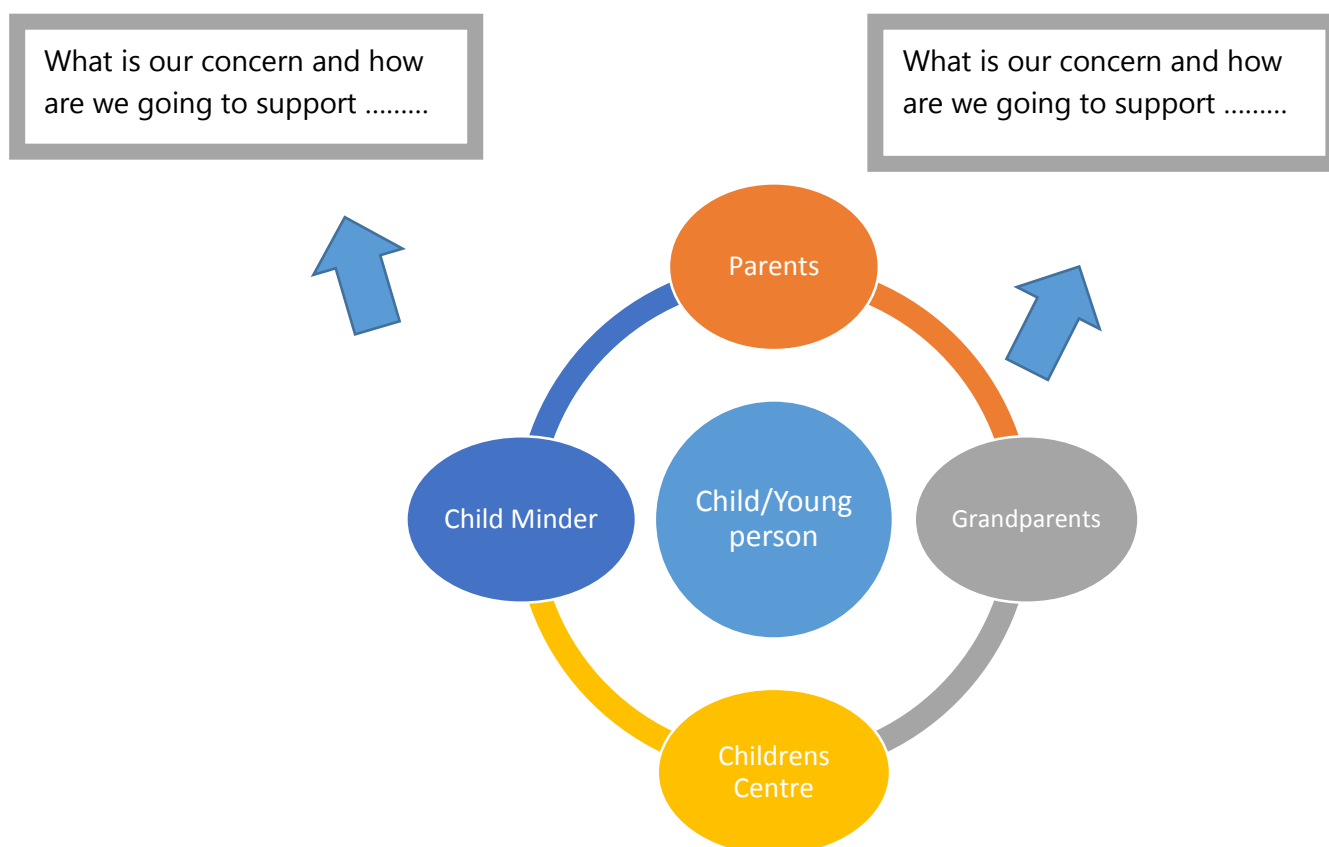 What is our concern and how
are we going to support .........
What is our concern and how
are we going to support .........
Parents
Child Minder
Child/Young
person
Grandparents
Childrens
Centre